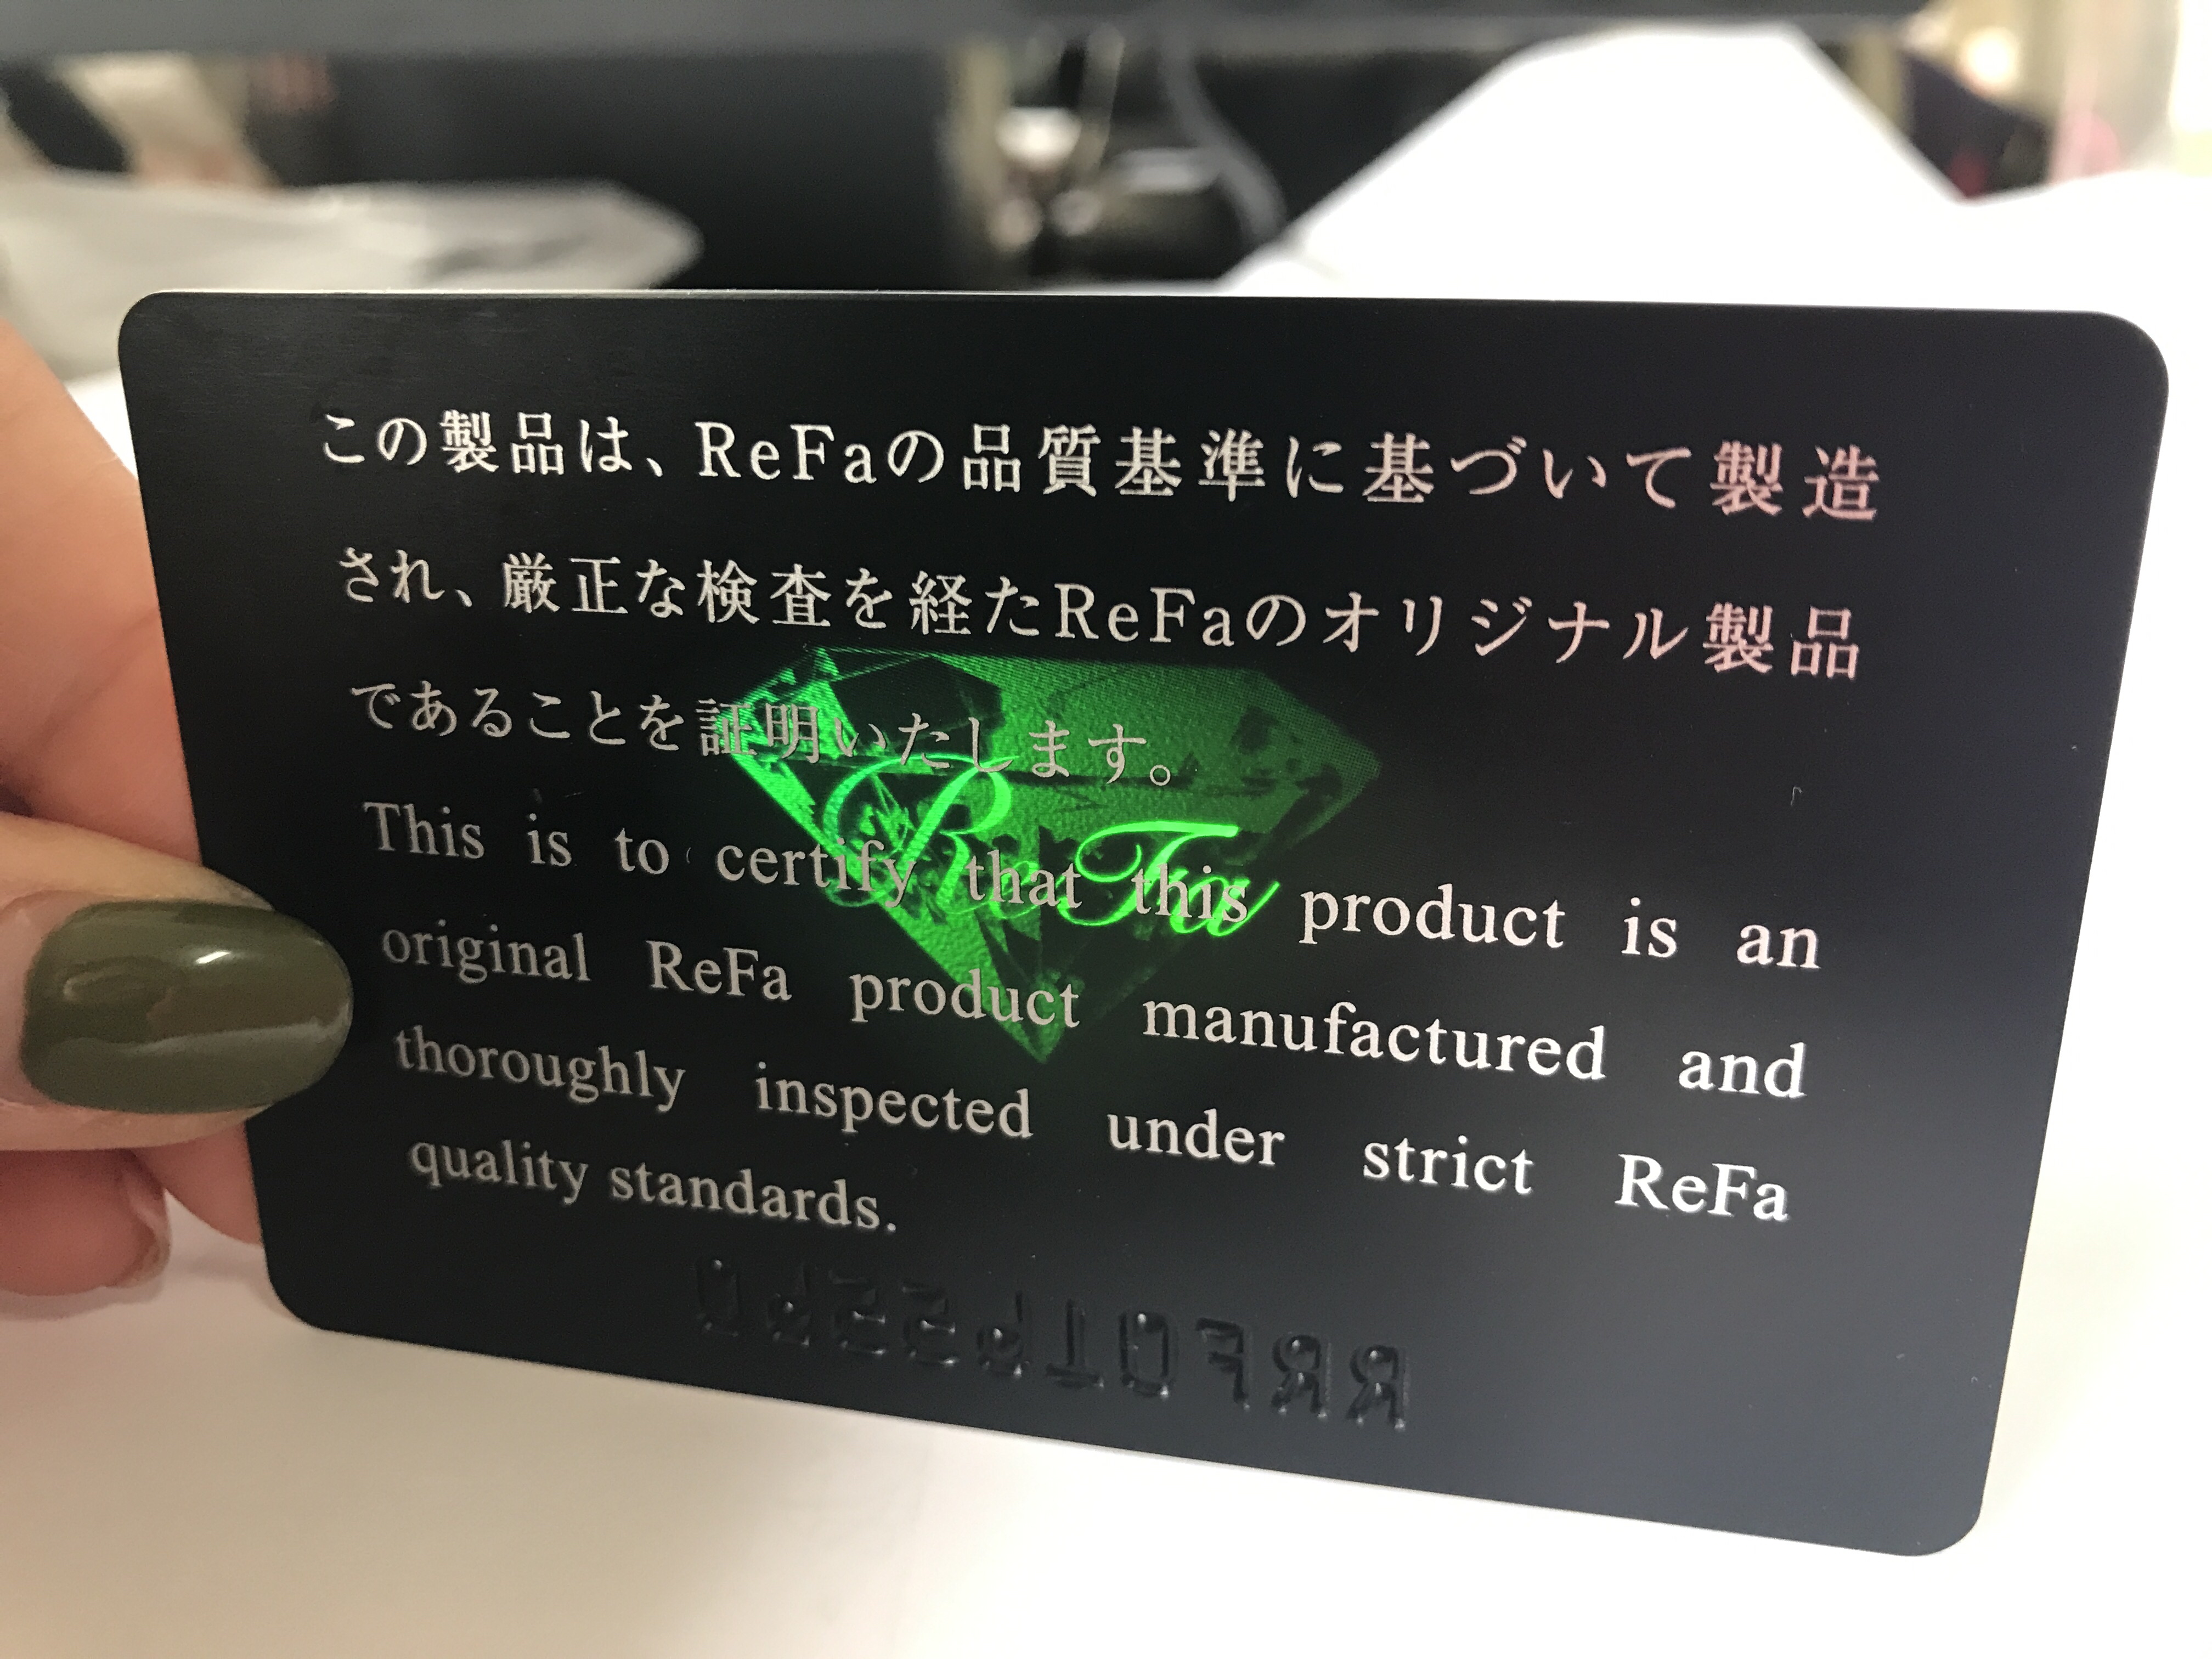 この製品は、ReFaの品質基準に基づいて製造
され、厳正な検査を経たReFaのオリジナル製品
であることを証明いたします。
ReFa
This is to certify that this product is an
original ReFa product manufactured and
thoroughly inspected under strict ReFa
quality standards.